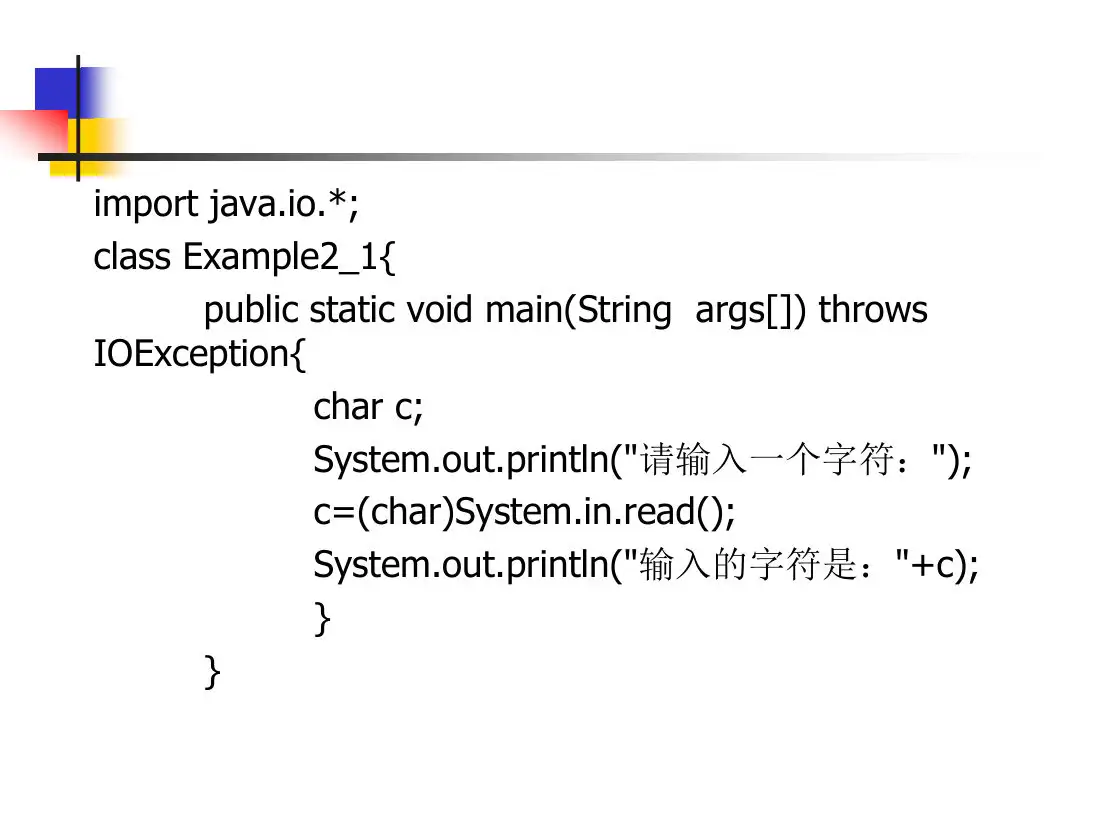 import java.io.*;
class Example2_1{
public static void main(String  args[]) throws
IOException{
char c;
System.out.println("请输入一个字符：");
c=(char)System.in.read();
System.out.println("输入的字符是："+c);
}
}